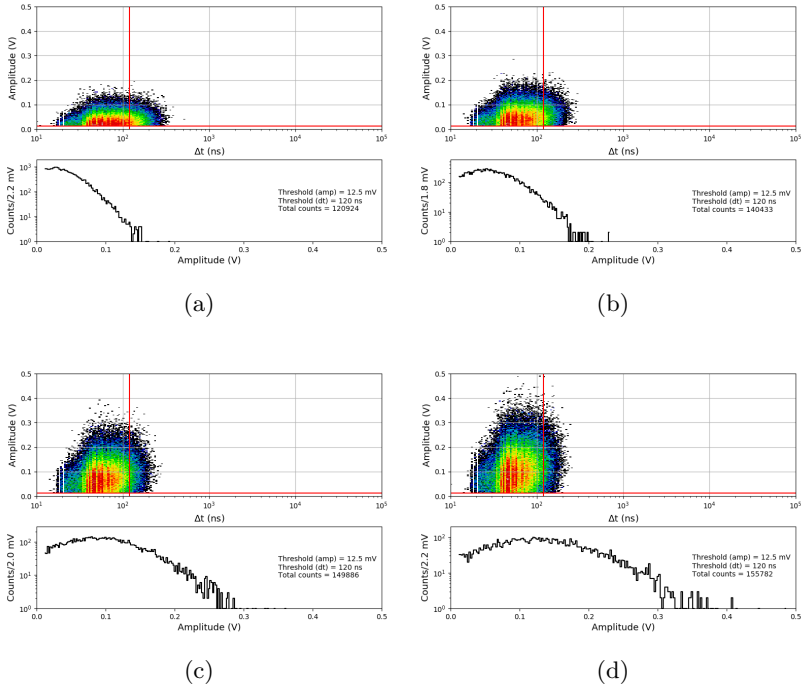 0.5
0.4
0.3
0.2
0.1
0.0
Amplitude (V)
10¹ 10² 10³ 10⁴ 10⁵
Δt (ns)
10³
10²
10¹
10⁰
Counts/2.2 mV
Threshold (amp) = 12.5 mV
Threshold (dt) = 120 ns
Total counts = 120924
0.0 0.1 0.2 0.3 0.4 0.5
Amplitude (V)
(a)
0.5
0.4
0.3
0.2
0.1
0.0
Amplitude (V)
10¹ 10² 10³ 10⁴ 10⁵
Δt (ns)
10²
10¹
10⁰
Counts/1.8 mV
Threshold (amp) = 12.5 mV
Threshold (dt) = 120 ns
Total counts = 140433
0.0 0.1 0.2 0.3 0.4 0.5
Amplitude (V)
(b)
0.5
0.4
0.3
0.2
0.1
0.0
Amplitude (V)
10¹ 10² 10³ 10⁴ 10⁵
Δt (ns)
10²
10¹
10⁰
Counts/2.0 mV
Threshold (amp) = 12.5 mV
Threshold (dt) = 120 ns
Total counts = 149886
0.0 0.1 0.2 0.3 0.4 0.5
Amplitude (V)
(c)
0.5
0.4
0.3
0.2
0.1
0.0
Amplitude (V)
10¹ 10² 10³ 10⁴ 10⁵
Δt (ns)
10²
10¹
10⁰
Counts/2.2 mV
Threshold (amp) = 12.5 mV
Threshold (dt) = 120 ns
Total counts = 155782
0.0 0.1 0.2 0.3 0.4 0.5
Amplitude (V)
(d)